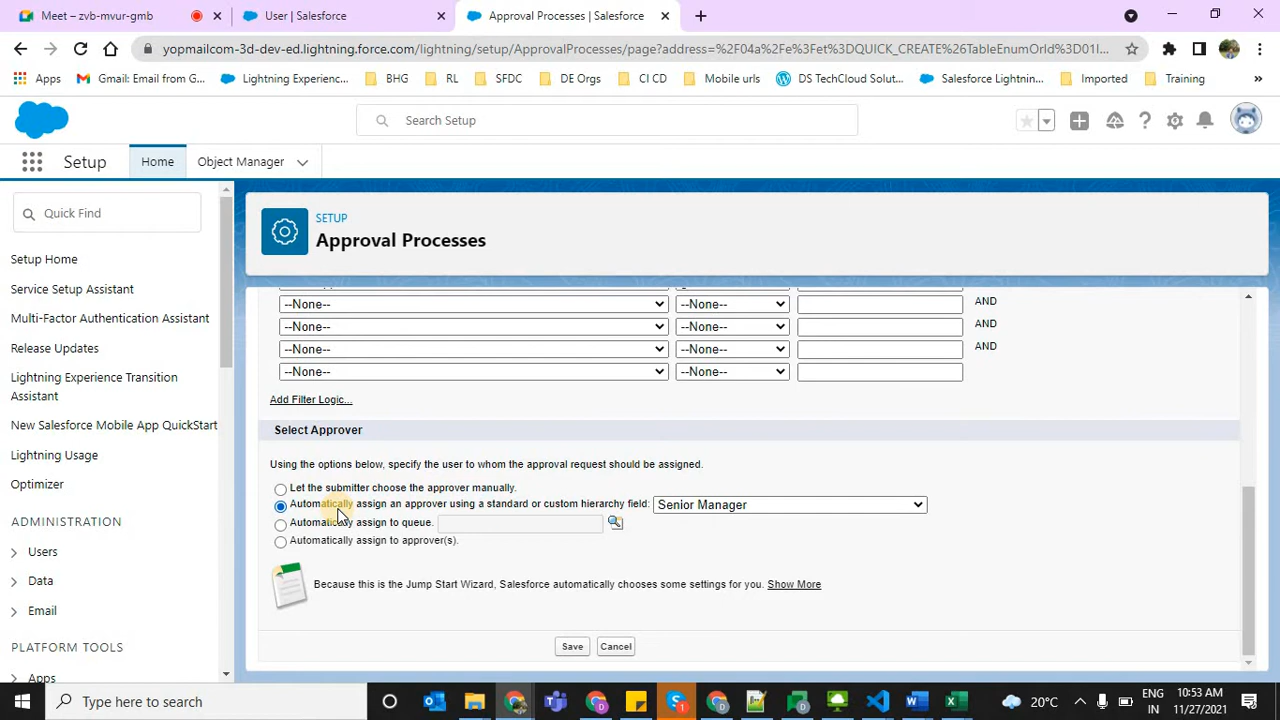 Meet – zvb-mvur-gmb
User | Salesforce
Approval Processes | Salesforce
yopmailcom-3d-dev-ed.lightning.force.com/lightning/setup/ApprovalProcesses/page?address=%2F04a%2Fe%3Fet%3DQUICK_CREATE%26TableEnumOrId%3D01I...
Apps
Gmail: Email from G...
Lightning Experienc...
BHG
RL
SFDC
DE Orgs
CI CD
Mobile urls
DS TechCloud Solut...
Salesforce Lightnin...
Imported
Training
»
Search Setup
Setup
Home
Object Manager
Quick Find
Setup Home
Service Setup Assistant
Multi-Factor Authentication Assistant
Release Updates
Lightning Experience Transition
Assistant
New Salesforce Mobile App QuickStart
Lightning Usage
Optimizer
ADMINISTRATION
Users
Data
Email
PLATFORM TOOLS
Apps
SETUP
Approval Processes
--None-- --None-- AND
--None-- --None-- AND
--None-- --None-- AND
--None-- --None--
Add Filter Logic...
Select Approver
Using the options below, specify the user to whom the approval request should be assigned.
Let the submitter choose the approver manually.
Automatically assign an approver using a standard or custom hierarchy field: Senior Manager
Automatically assign to queue.
Automatically assign to approver(s).
Because this is the Jump Start Wizard, Salesforce automatically chooses some settings for you. Show More
Save Cancel
Type here to search
20°C
ENG
IN
10:53 AM
11/27/2021